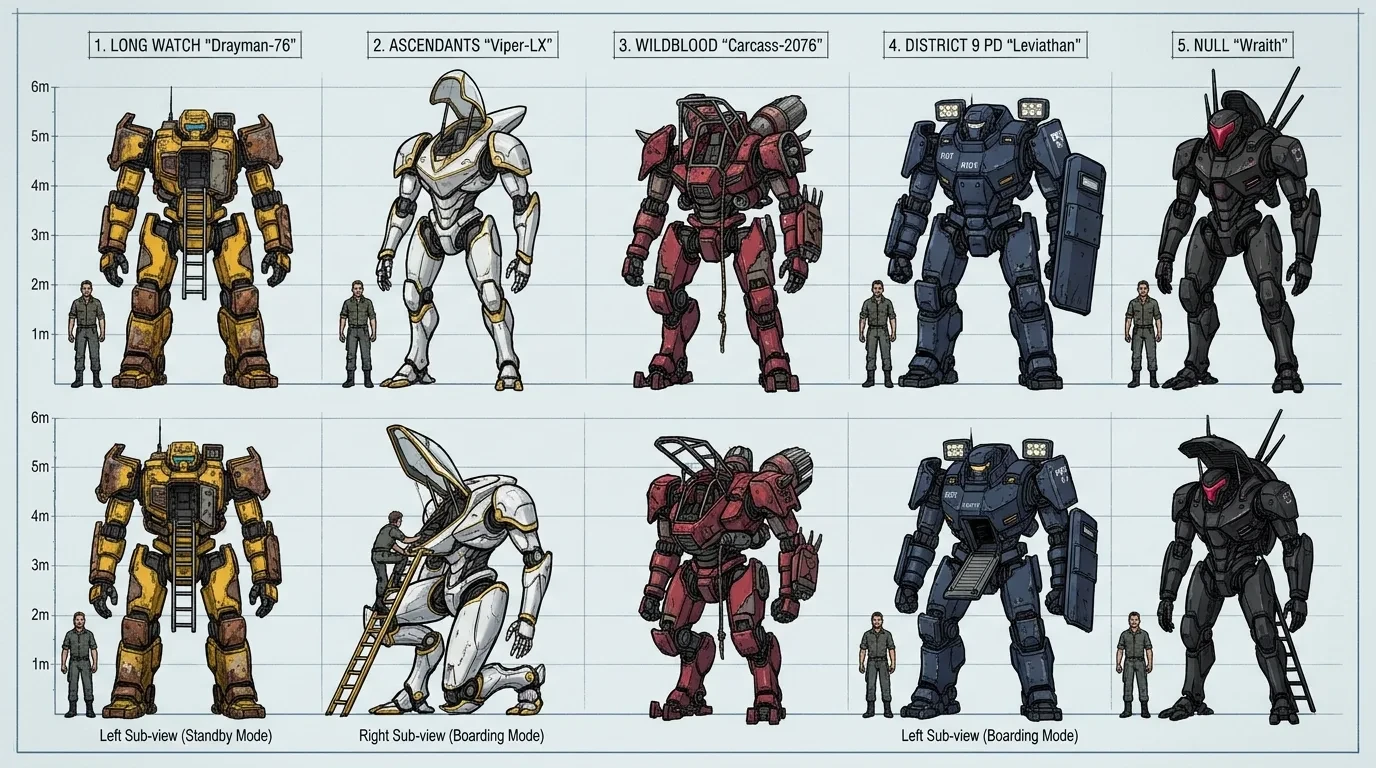 1. LONG WATCH "Drayman-76"
2. ASCENDANTS "Viper-LX"
3. WILDBLOOD "Carcass-2076"
4. DISTRICT 9 PD "Leviathan"
5. NULL "Wraith"
6m
5m
4m
3m
2m
1m
RIOT
6m
5m
4m
3m
2m
1m
Left Sub-view (Standby Mode)
Right Sub-view (Boarding Mode)
Left Sub-view (Boarding Mode)